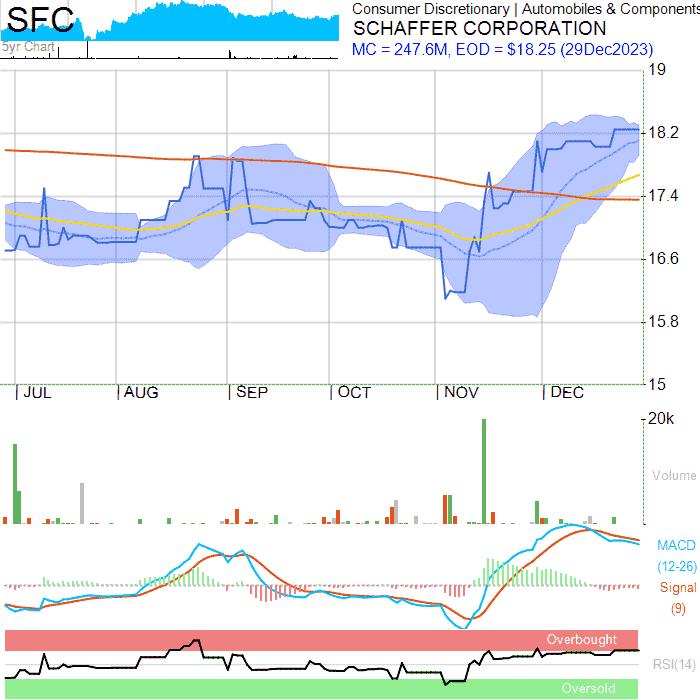 SFC
5yr Chart
Consumer Discretionary | Automobiles & Components
SCHAFFER CORPORATION
MC = 247.6M, EOD = $18.25 (29Dec2023)
19
18.2
17.4
16.6
15.8
15
JUL
AUG
SEP
OCT
NOV
DEC
20k
Volume
MACD
(12-26)
Signal
(9)
Overbought
RSI(14)
Oversold